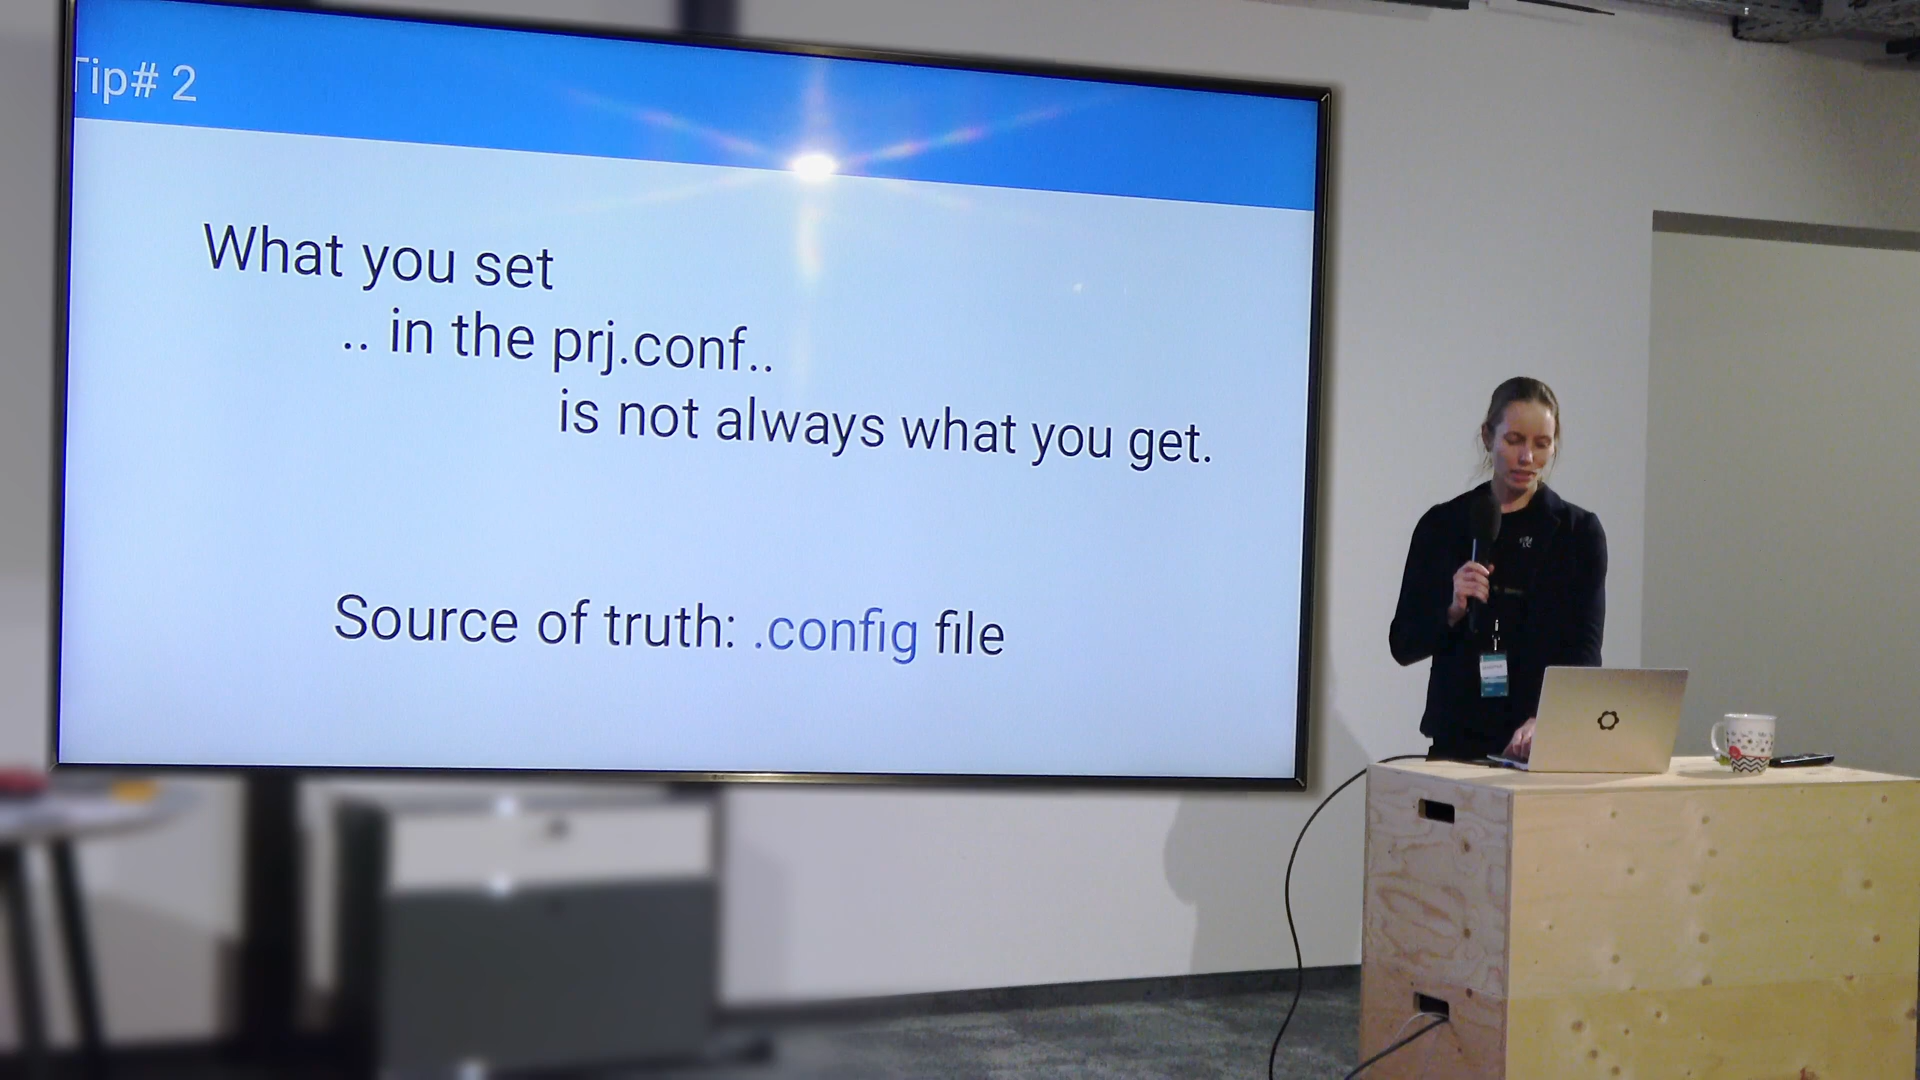 Tip# 2
What you set
.. in the prj.conf..
is not always what you get.
Source of truth: .config file